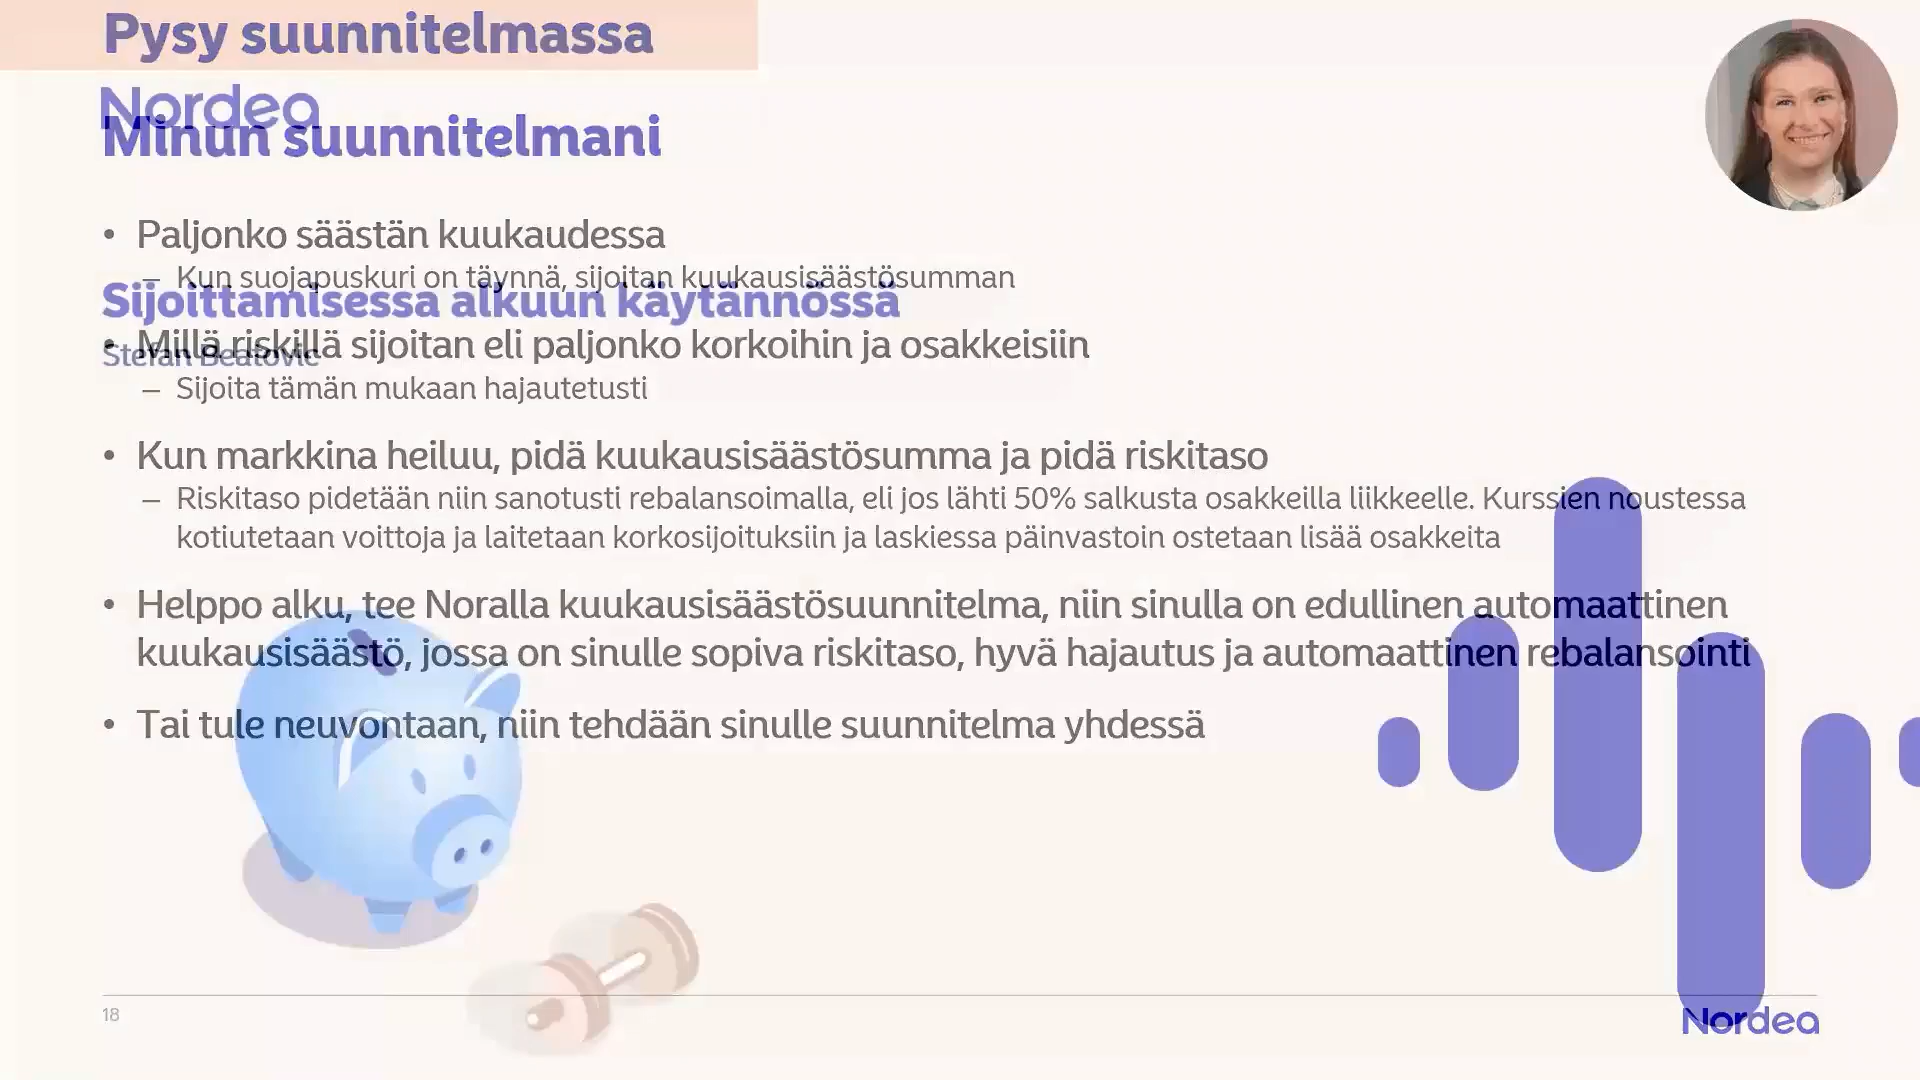 Pysy suunnitelmassa
Nordea
Minun suunnitelmani
• Paljonko säästän kuukaudessa
– Kun suojapuskuri on täynnä, sijoitan kuukausisäästösumman
Sijoittamisessa alkuun käytännössä
• Millä riskillä sijoitan eli paljonko korkoihin ja osakkeisiin
Stefan Beatovic
– Sijoita tämän mukaan hajautetusti
• Kun markkina heiluu, pidä kuukausisäästösumma ja pidä riskitaso
– Riskitaso pidetään niin sanotusti rebalansoimalla, eli jos lähti 50% salkusta osakkeilla liikkeelle. Kurssien noustessa
kotiutetaan voittoja ja laitetaan korkosijoituksiin ja laskiessa päinvastoin ostetaan lisää osakkeita
• Helppo alku, tee Noralla kuukausisäästösuunnitelma, niin sinulla on edullinen automaattinen
kuukausisäästö, jossa on sinulle sopiva riskitaso, hyvä hajautus ja automaattinen rebalansointi
• Tai tule neuvontaan, niin tehdään sinulle suunnitelma yhdessä
18
Nordea